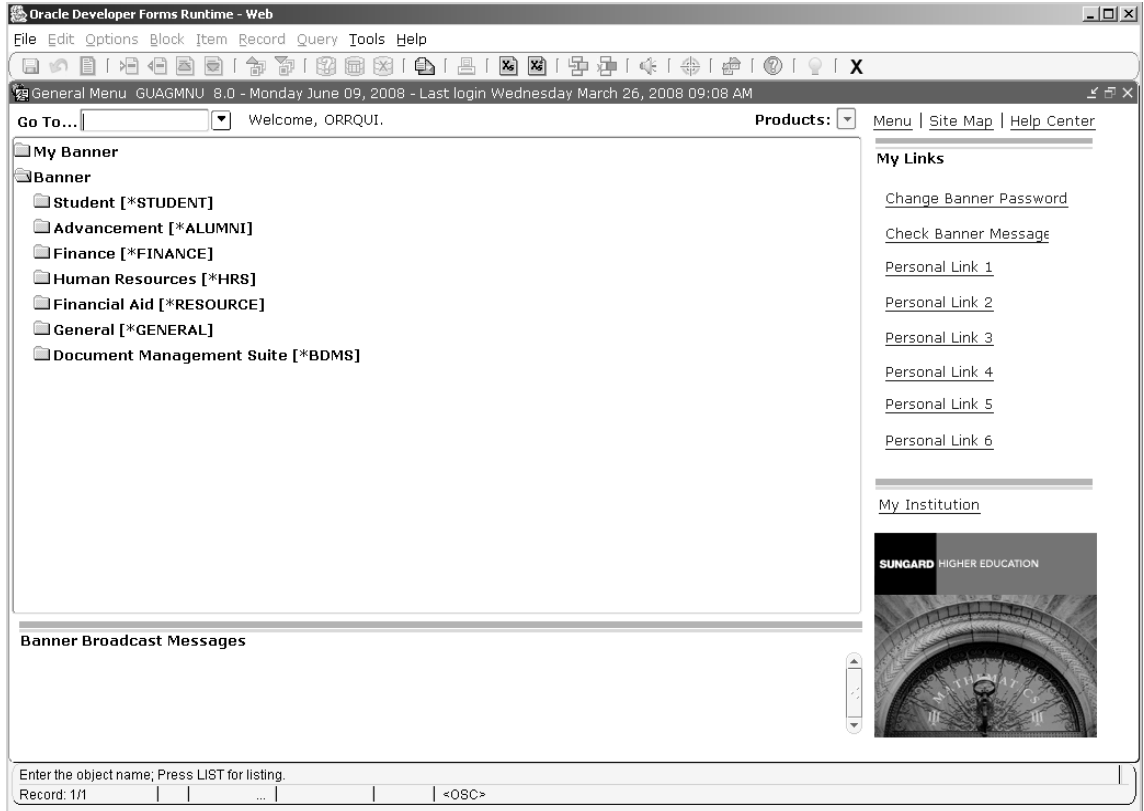 Oracle Developer Forms Runtime - Web
File Edit Options Block Item Record Query Tools Help
X
General Menu GUAGMNU 8.0 - Monday June 09, 2008 - Last login Wednesday March 26, 2008 09:08 AM
Go To... Welcome, ORRQUI. Products: Menu | Site Map | Help Center
My Banner
Banner
Student [*STUDENT]
Advancement [*ALUMNI]
Finance [*FINANCE]
Human Resources [*HRS]
Financial Aid [*RESOURCE]
General [*GENERAL]
Document Management Suite [*BDMS]
My Links
Change Banner Password
Check Banner Message
Personal Link 1
Personal Link 2
Personal Link 3
Personal Link 4
Personal Link 5
Personal Link 6
My Institution
SUNGARD HIGHER EDUCATION
Banner Broadcast Messages
Enter the object name; Press LIST for listing.
Record: 1/1 ... <OSC>